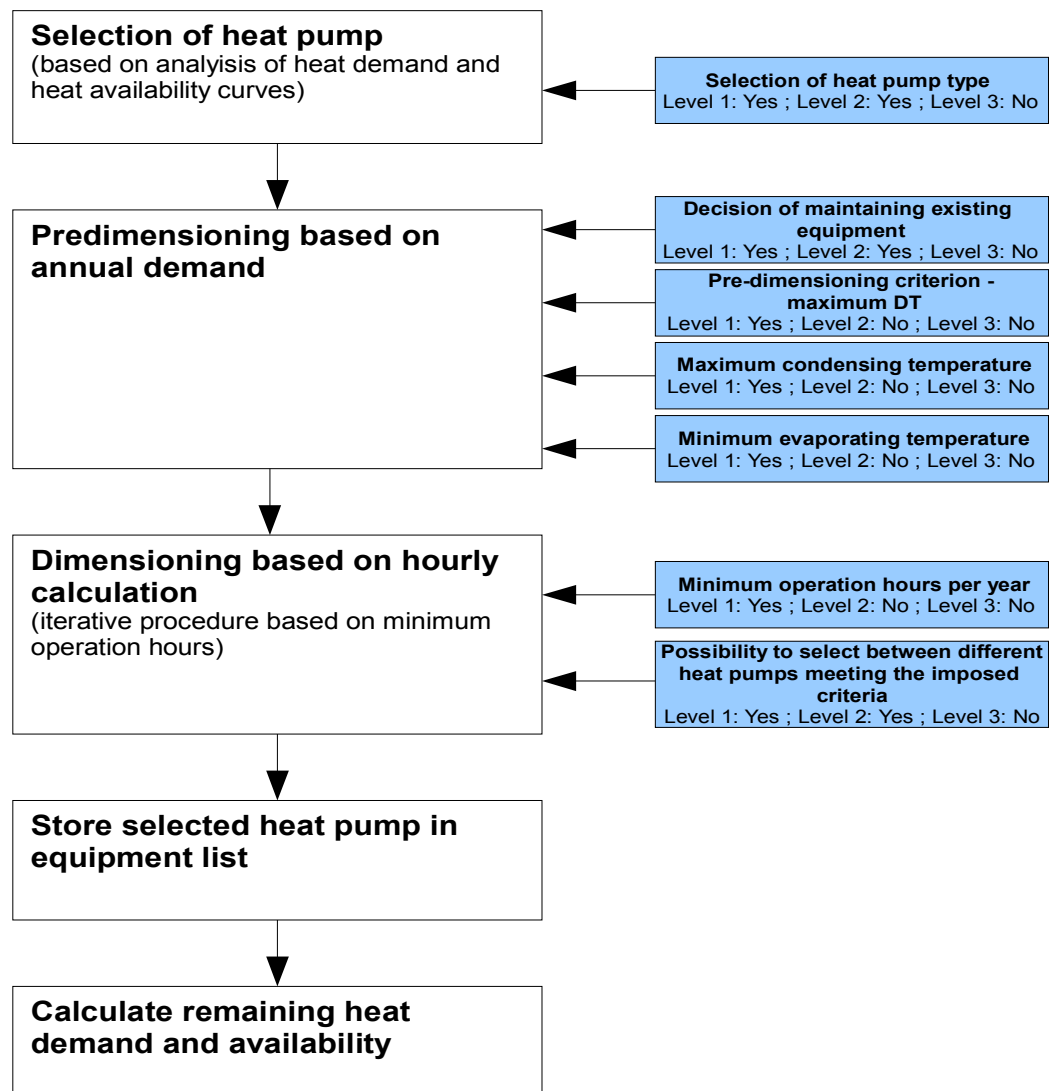 Selection of heat pump
(based on analyisis of heat demand and
heat availability curves)
Selection of heat pump type
Level 1: Yes ; Level 2: Yes ; Level 3: No
Predimensioning based on
annual demand
Decision of maintaining existing
equipment
Level 1: Yes ; Level 2: Yes ; Level 3: No
Pre-dimensioning criterion -
maximum DT
Level 1: Yes ; Level 2: No ; Level 3: No
Maximum condensing temperature
Level 1: Yes ; Level 2: No ; Level 3: No
Minimum evaporating temperature
Level 1: Yes ; Level 2: No ; Level 3: No
Dimensioning based on hourly
calculation
(iterative procedure based on minimum
operation hours)
Minimum operation hours per year
Level 1: Yes ; Level 2: No ; Level 3: No
Possibility to select between different
heat pumps meeting the imposed
criteria
Level 1: Yes ; Level 2: Yes ; Level 3: No
Store selected heat pump in
equipment list
Calculate remaining heat
demand and availability